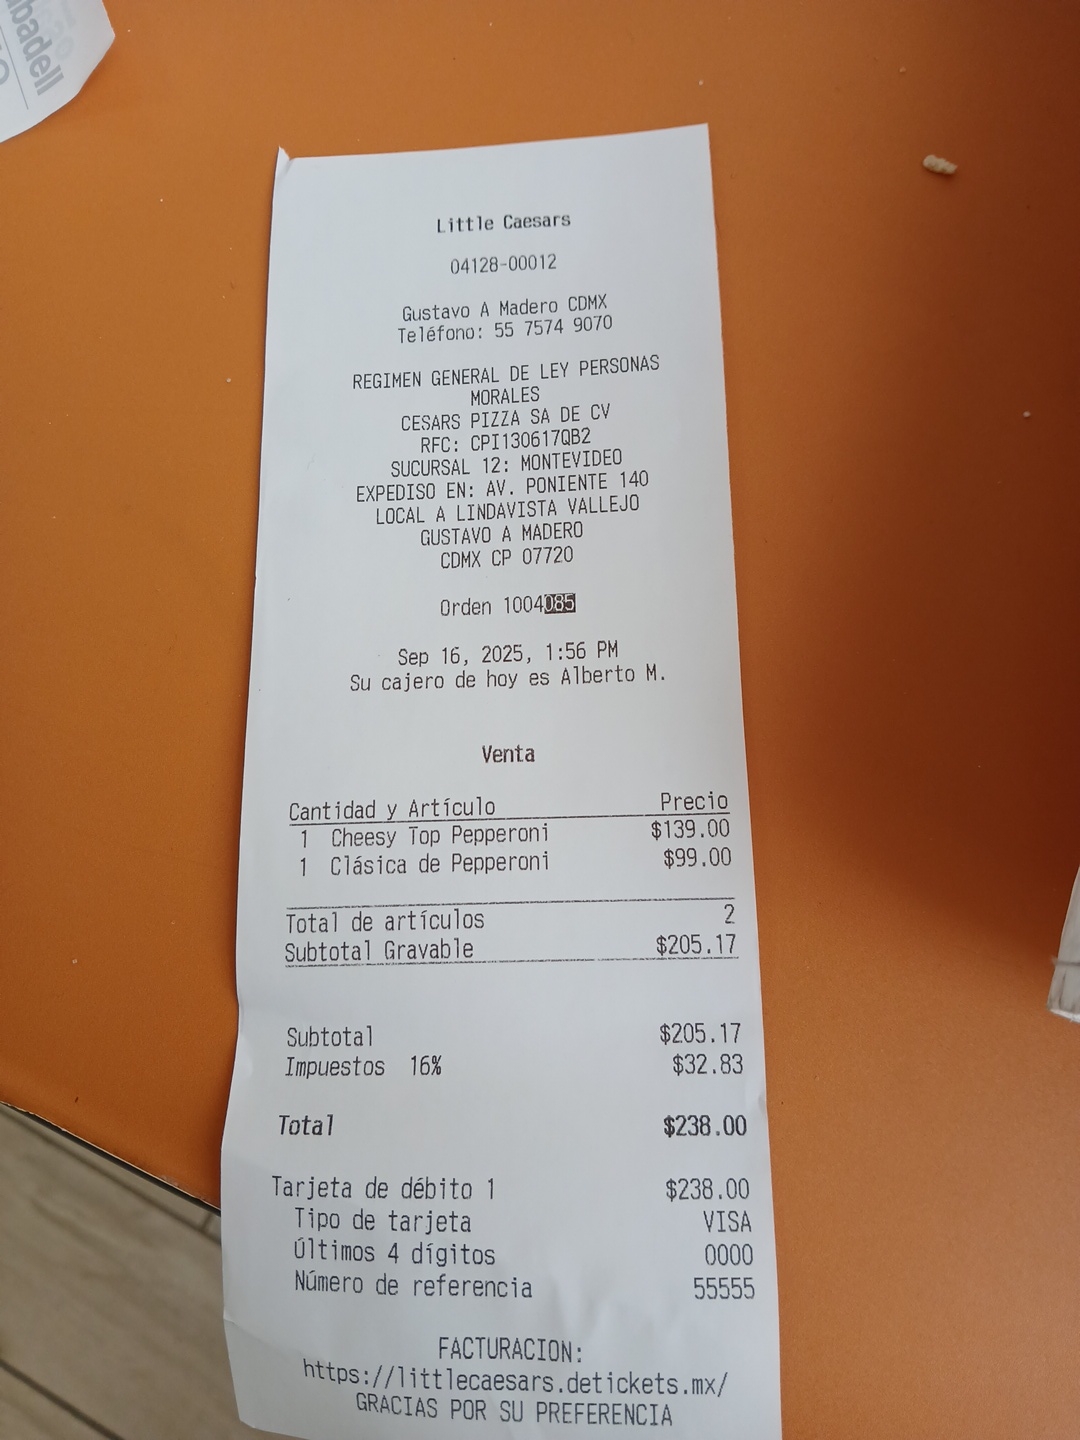 Little Caesars
04128-00012
Gustavo A Madero CDMX
Teléfono: 55 7574 9070
REGIMEN GENERAL DE LEY PERSONAS
MORALES
CESARS PIZZA SA DE CV
RFC: CPI130617QB2
SUCURSAL 12: MONTEVIDEO
EXPEDISO EN: AV. PONIENTE 140
LOCAL A LINDAVISTA VALLEJO
GUSTAVO A MADERO
CDMX CP 07720
Orden 1004085
Sep 16, 2025, 1:56 PM
Su cajero de hoy es Alberto M.
Venta
Cantidad y Artículo Precio
1 Cheesy Top Pepperoni $139.00
1 Clásica de Pepperoni $99.00
Total de artículos 2
Subtotal Gravable $205.17
Subtotal $205.17
Impuestos 16% $32.83
Total $238.00
Tarjeta de débito 1 $238.00
Tipo de tarjeta VISA
Últimos 4 dígitos 0000
Número de referencia 55555
FACTURACION:
https://littlecaesars.detickets.mx/
GRACIAS POR SU PREFERENCIA